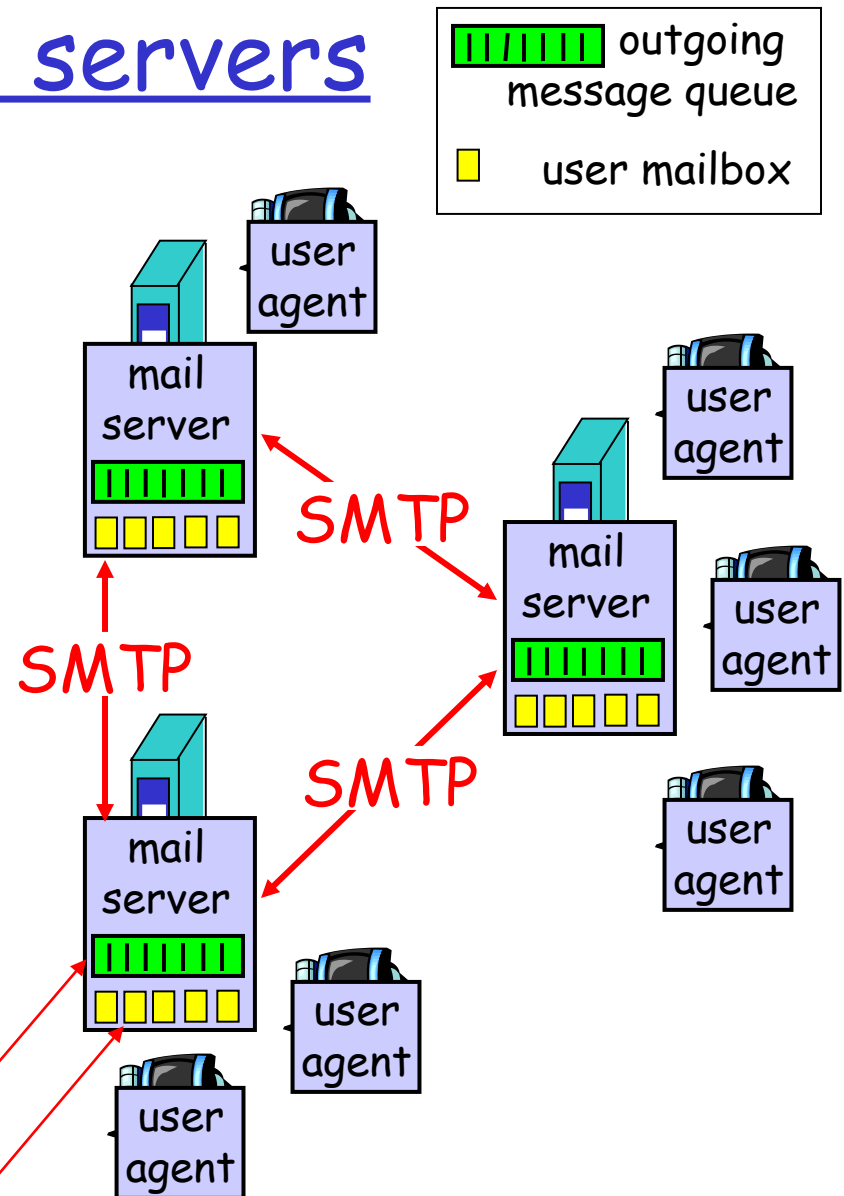 servers
outgoing
message queue
user mailbox
user
agent
mail
server
user
agent
SMTP
mail
server
user
agent
SMTP
SMTP
user
agent
mail
server
user
agent
user
agent